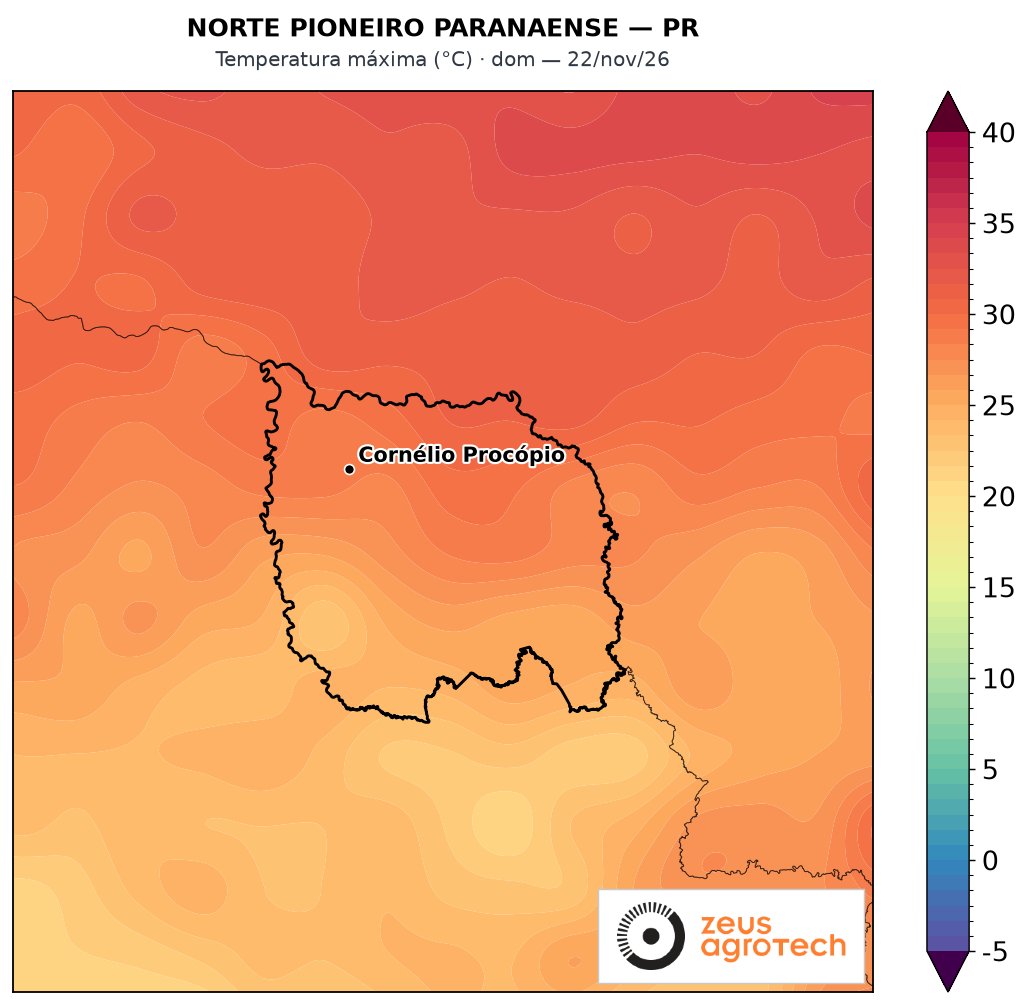 NORTE PIONEIRO PARANAENSE — PR
Temperatura máxima (°C) · dom — 22/nov/26
Cornélio Procópio
40
35
30
25
20
15
10
5
0
-5
zeus
agrotech